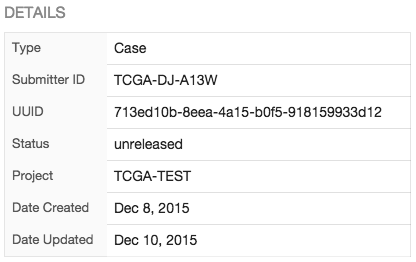 DETAILS
Type Case
Submitter ID TCGA-DJ-A13W
UUID 713ed10b-8eea-4a15-b0f5-918159933d12
Status unreleased
Project TCGA-TEST
Date Created Dec 8, 2015
Date Updated Dec 10, 2015